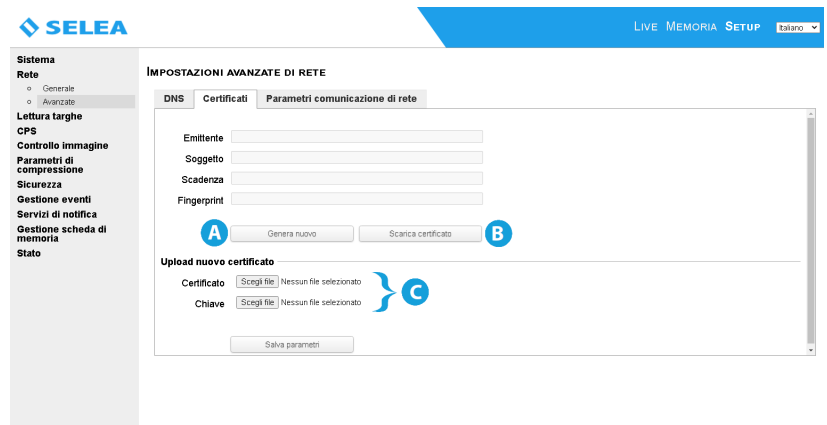 SELEA
LIVE MEMORIA SETUP Italiano
Sistema
Rete
Generale
Avanzate
Lettura targhe
CPS
Controllo immagine
Parametri di
compressione
Sicurezza
Gestione eventi
Servizi di notifica
Gestione scheda di
memoria
Stato
IMPOSTAZIONI AVANZATE DI RETE
DNS Certificati Parametri comunicazione di rete
Emittente
Soggetto
Scadenza
Fingerprint
A Genera nuovo Scarica certificato B
Upload nuovo certificato
Certificato Scegli file Nessun file selezionato
Chiave Scegli file Nessun file selezionato
C
Salva parametri